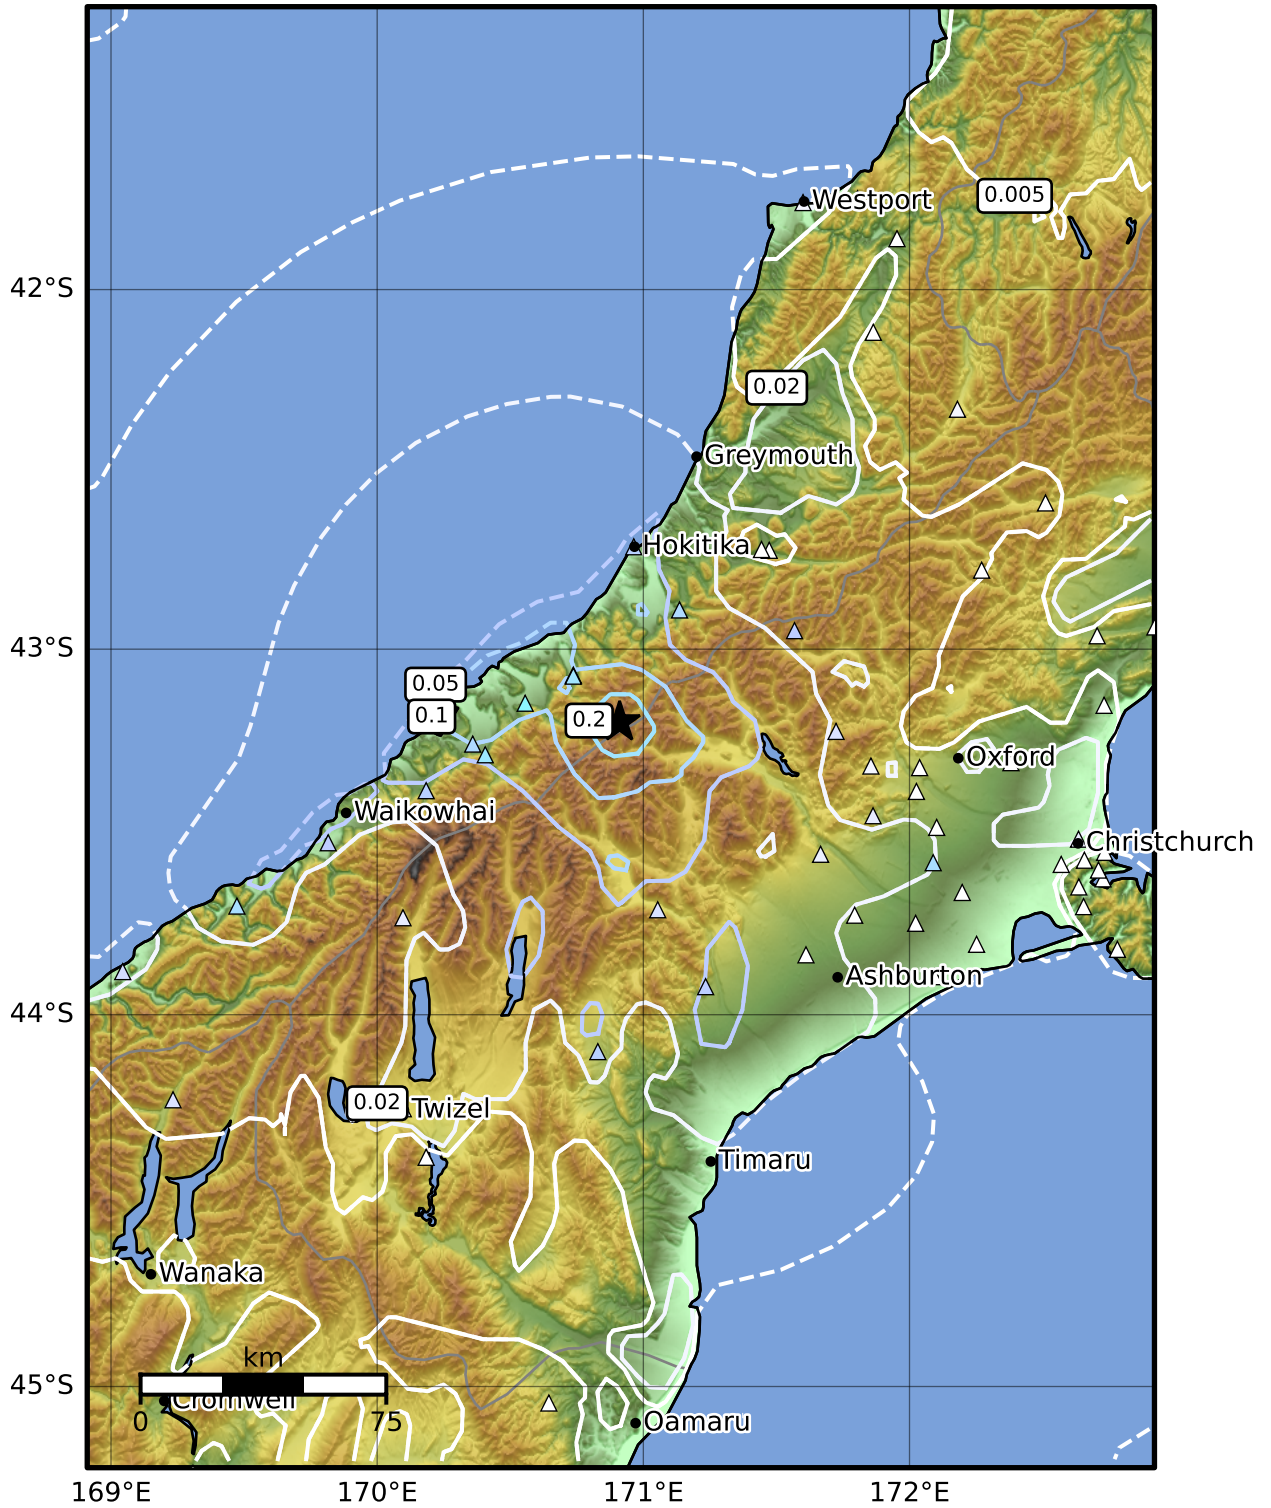 Westport
0.005
42°S
0.02
Greymouth
Hokitika
43°S
0.05
0.1
0.2
Oxford
Waikowhai
Christchurch
Ashburton
44°S
0.02
Twizel
Timaru
Wanaka
km
45°S
Cromwell
0
75
Oamaru
169°E
170°E
171°E
172°E